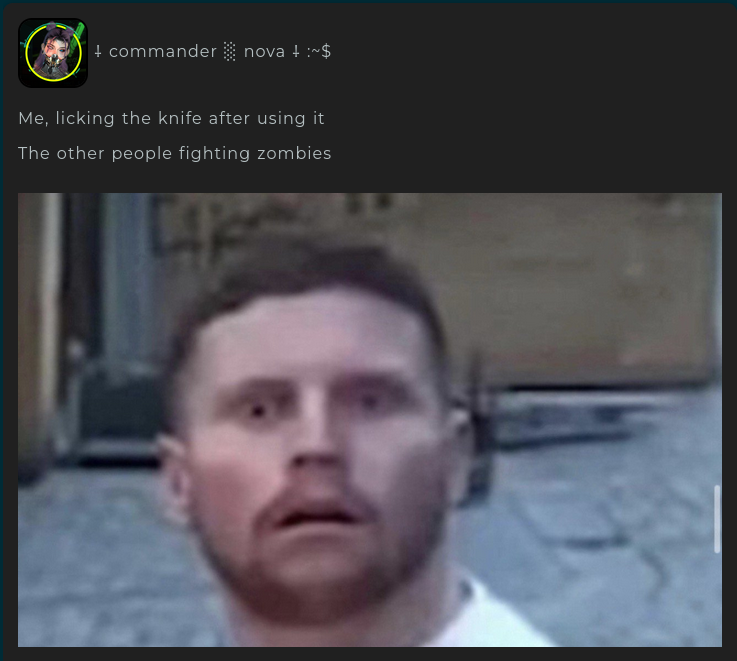 ⸸ commander ░ nova ⸸ :~$
Me, licking the knife after using it
The other people fighting zombies